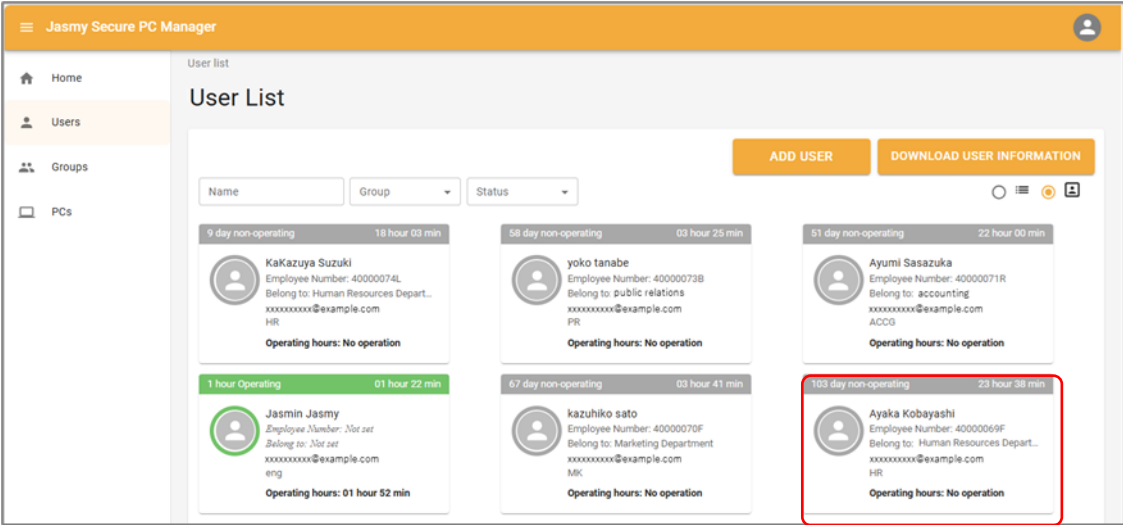 Jasmy Secure PC Manager
Home
Users
Groups
PCs
User list
User List
ADD USER
DOWNLOAD USER INFORMATION
Name
Group
Status
9 day non-operating 18 hour 03 min
KaKazuya Suzuki
Employee Number: 40000074L
Belong to: Human Resources Depart...
xxxxxxxxxx@example.com
HR
Operating hours: No operation
58 day non-operating 03 hour 25 min
yoko tanabe
Employee Number: 40000073B
Belong to: public relations
xxxxxxxxxx@example.com
PR
Operating hours: No operation
51 day non-operating 22 hour 00 min
Ayumi Sasazuka
Employee Number: 40000071R
Belong to: accounting
xxxxxxxxxx@example.com
ACCG
Operating hours: No operation
1 hour Operating 01 hour 22 min
Jasmin Jasmy
Employee Number: Not set
Belong to: Not set
xxxxxxxxxx@example.com
eng
Operating hours: 01 hour 52 min
67 day non-operating 03 hour 41 min
kazuhiko sato
Employee Number: 40000070F
Belong to: Marketing Department
xxxxxxxxxx@example.com
MK
Operating hours: No operation
103 day non-operating 23 hour 38 min
Ayaka Kobayashi
Employee Number: 40000069F
Belong to: Human Resources Depart...
xxxxxxxxxx@example.com
HR
Operating hours: No operation